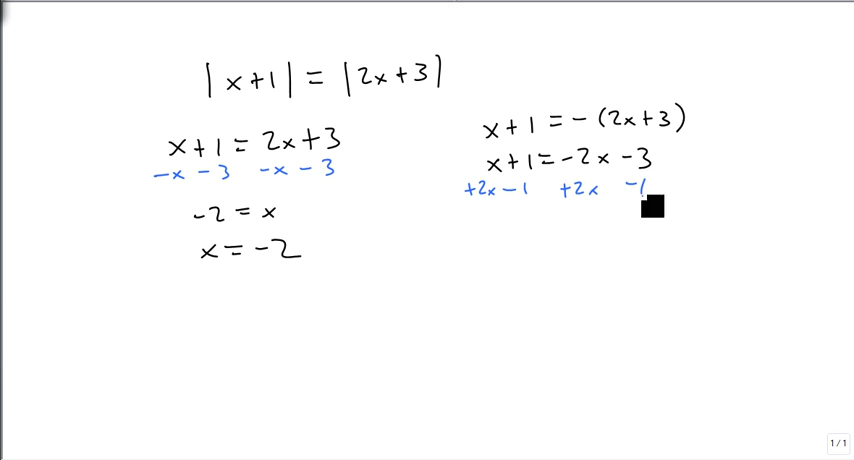 |x+1| = |2x+3|
x+1 = 2x+3
-x -3 -x -3
-2 = x
x = -2
x+1 = -(2x+3)
x+1 = -2x -3
+2x -1 +2x -1
1 / 1